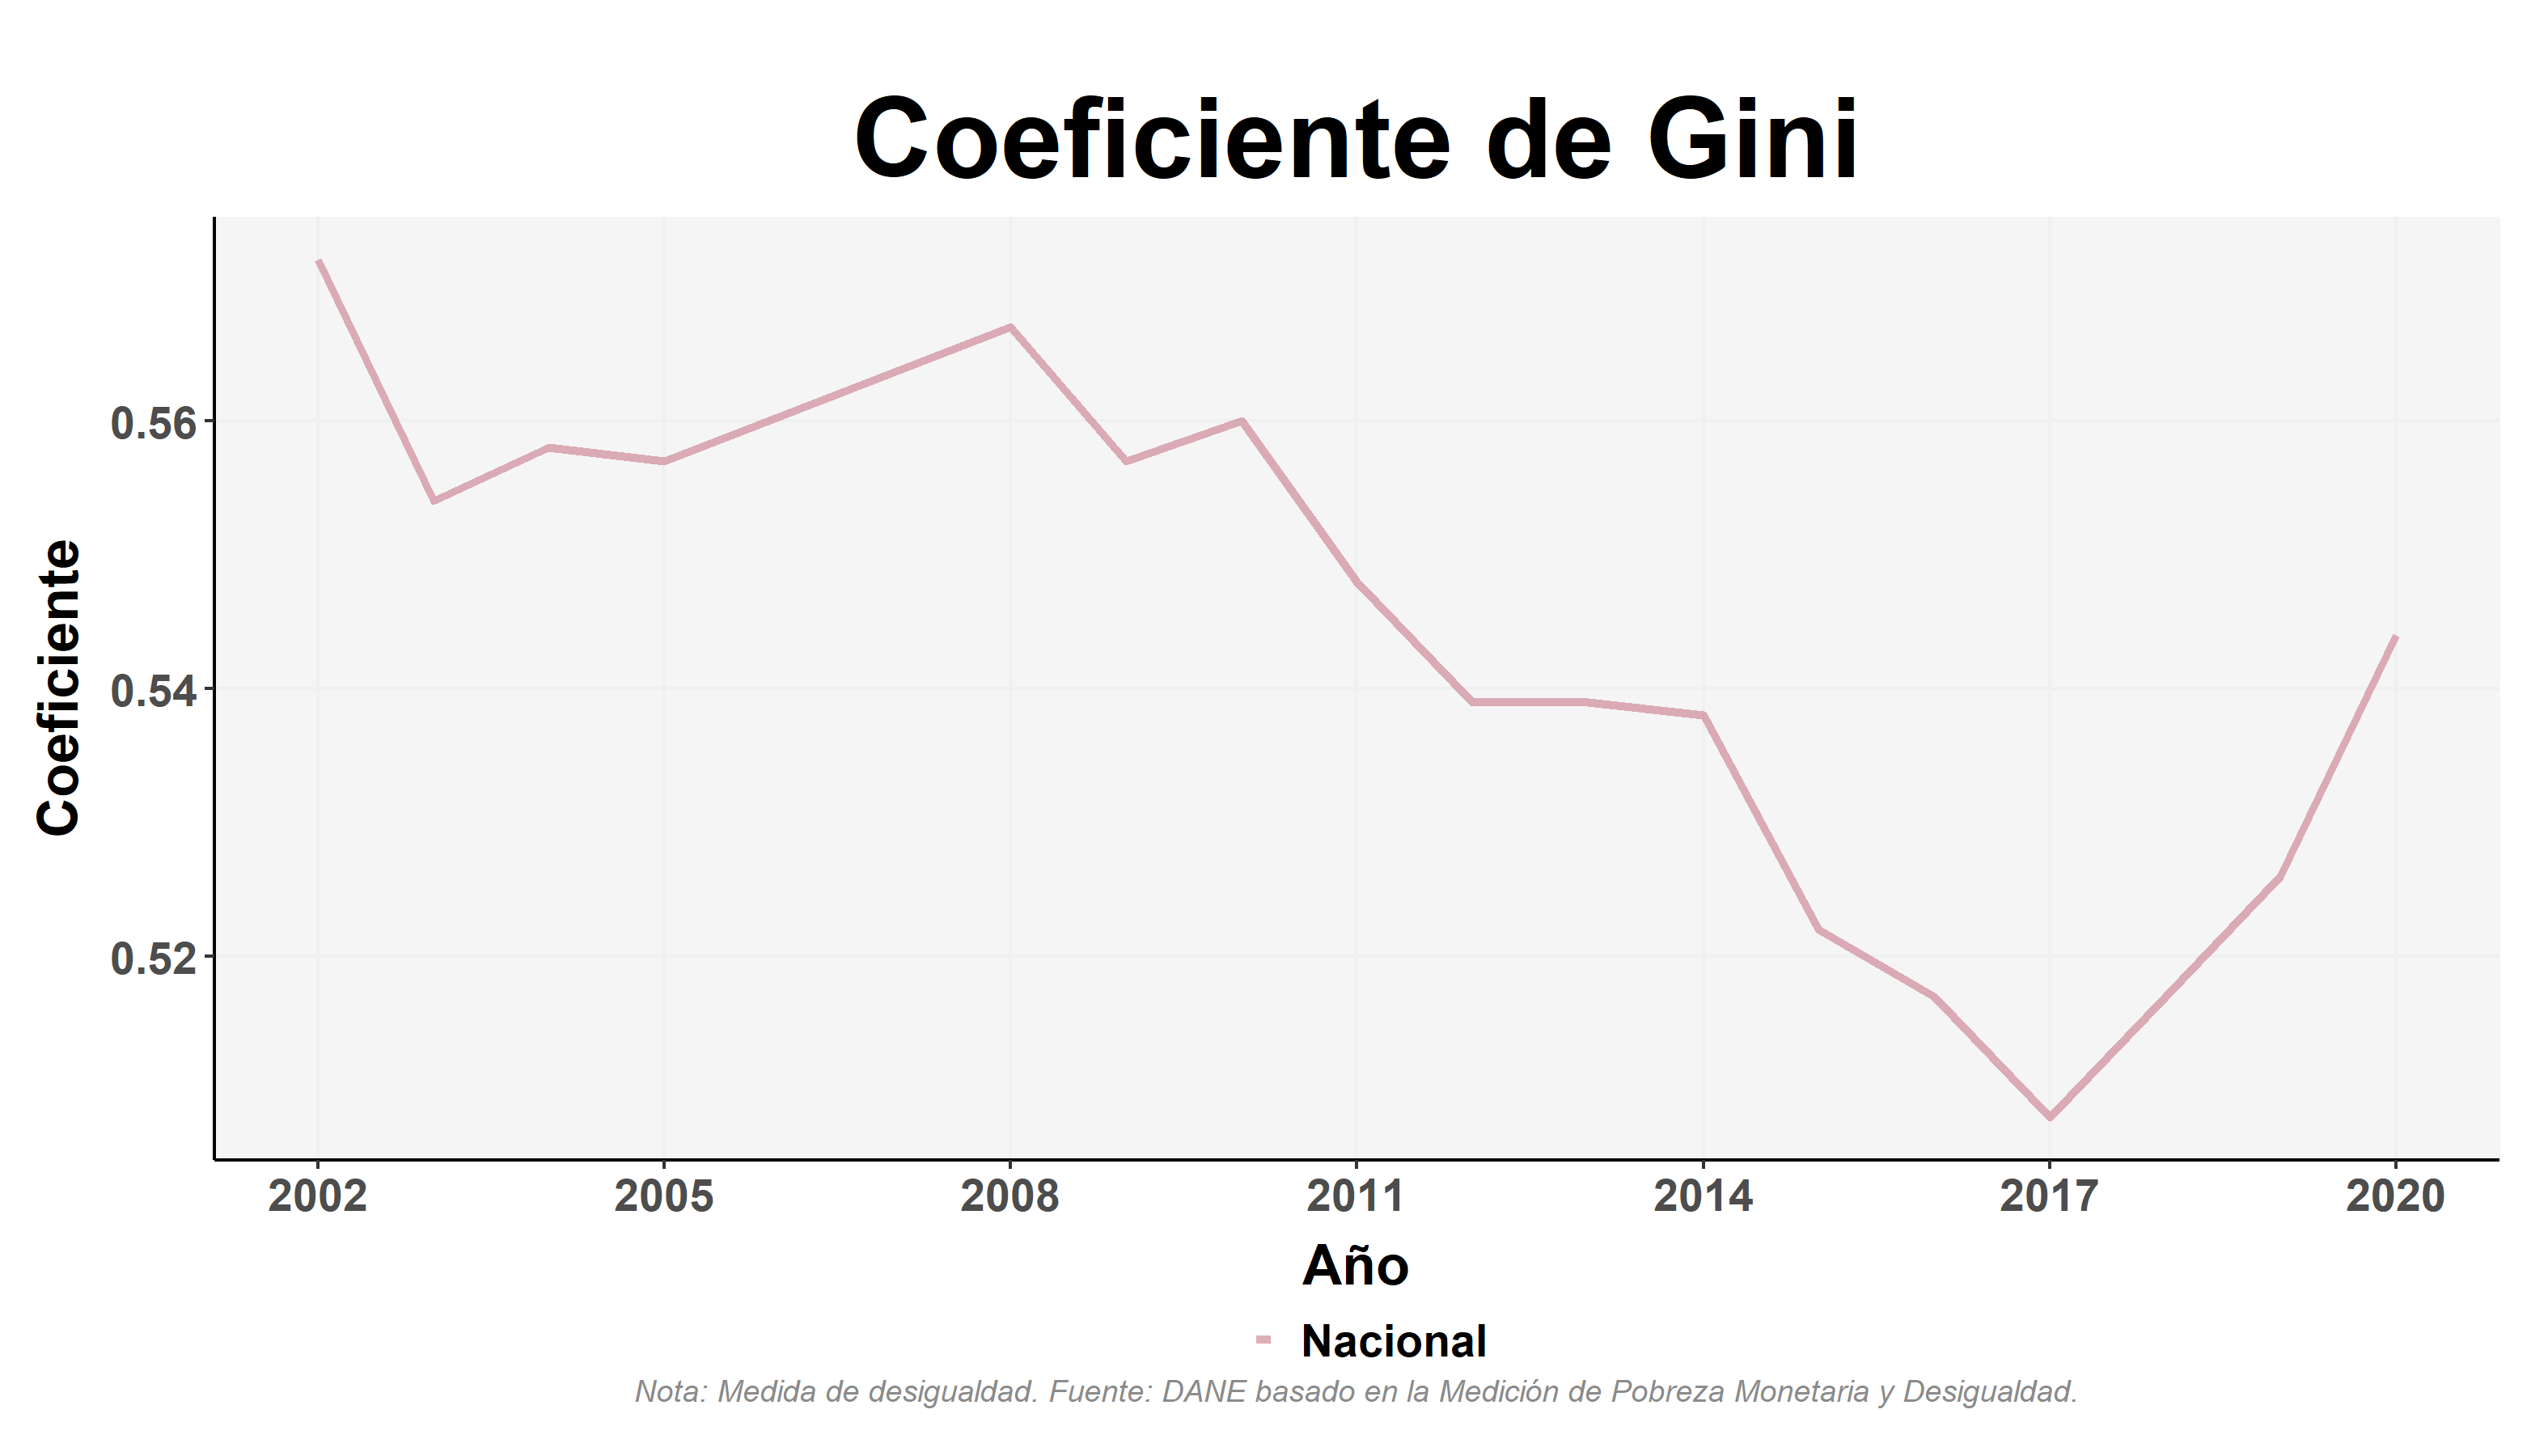 Coeficiente de Gini
Coeficiente
0.56
0.54
0.52
2002 2005 2008 2011 2014 2017 2020
Año
Nacional
Nota: Medida de desigualdad. Fuente: DANE basado en la Medición de Pobreza Monetaria y Desigualdad.